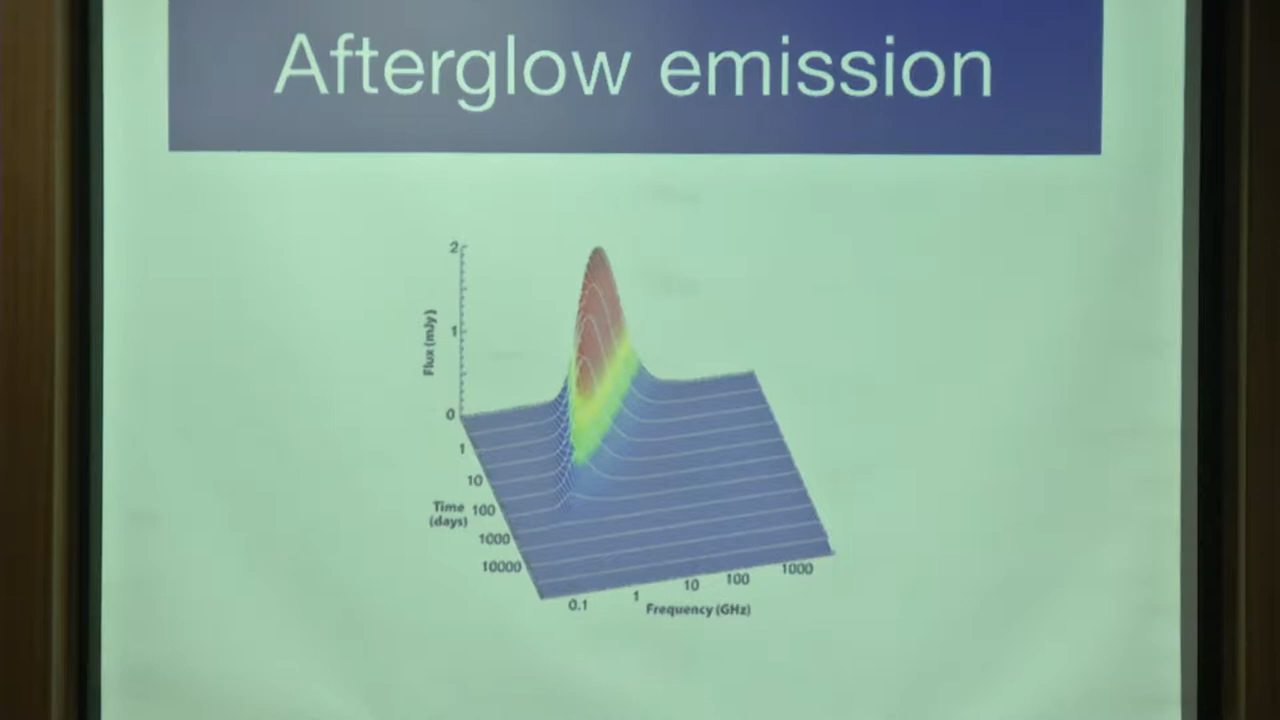 Afterglow emission
2
1
0
Flux (mJy)
1
10
100
1000
10000
Time
(days)
0.1
1
10
100
1000
Frequency (GHz)